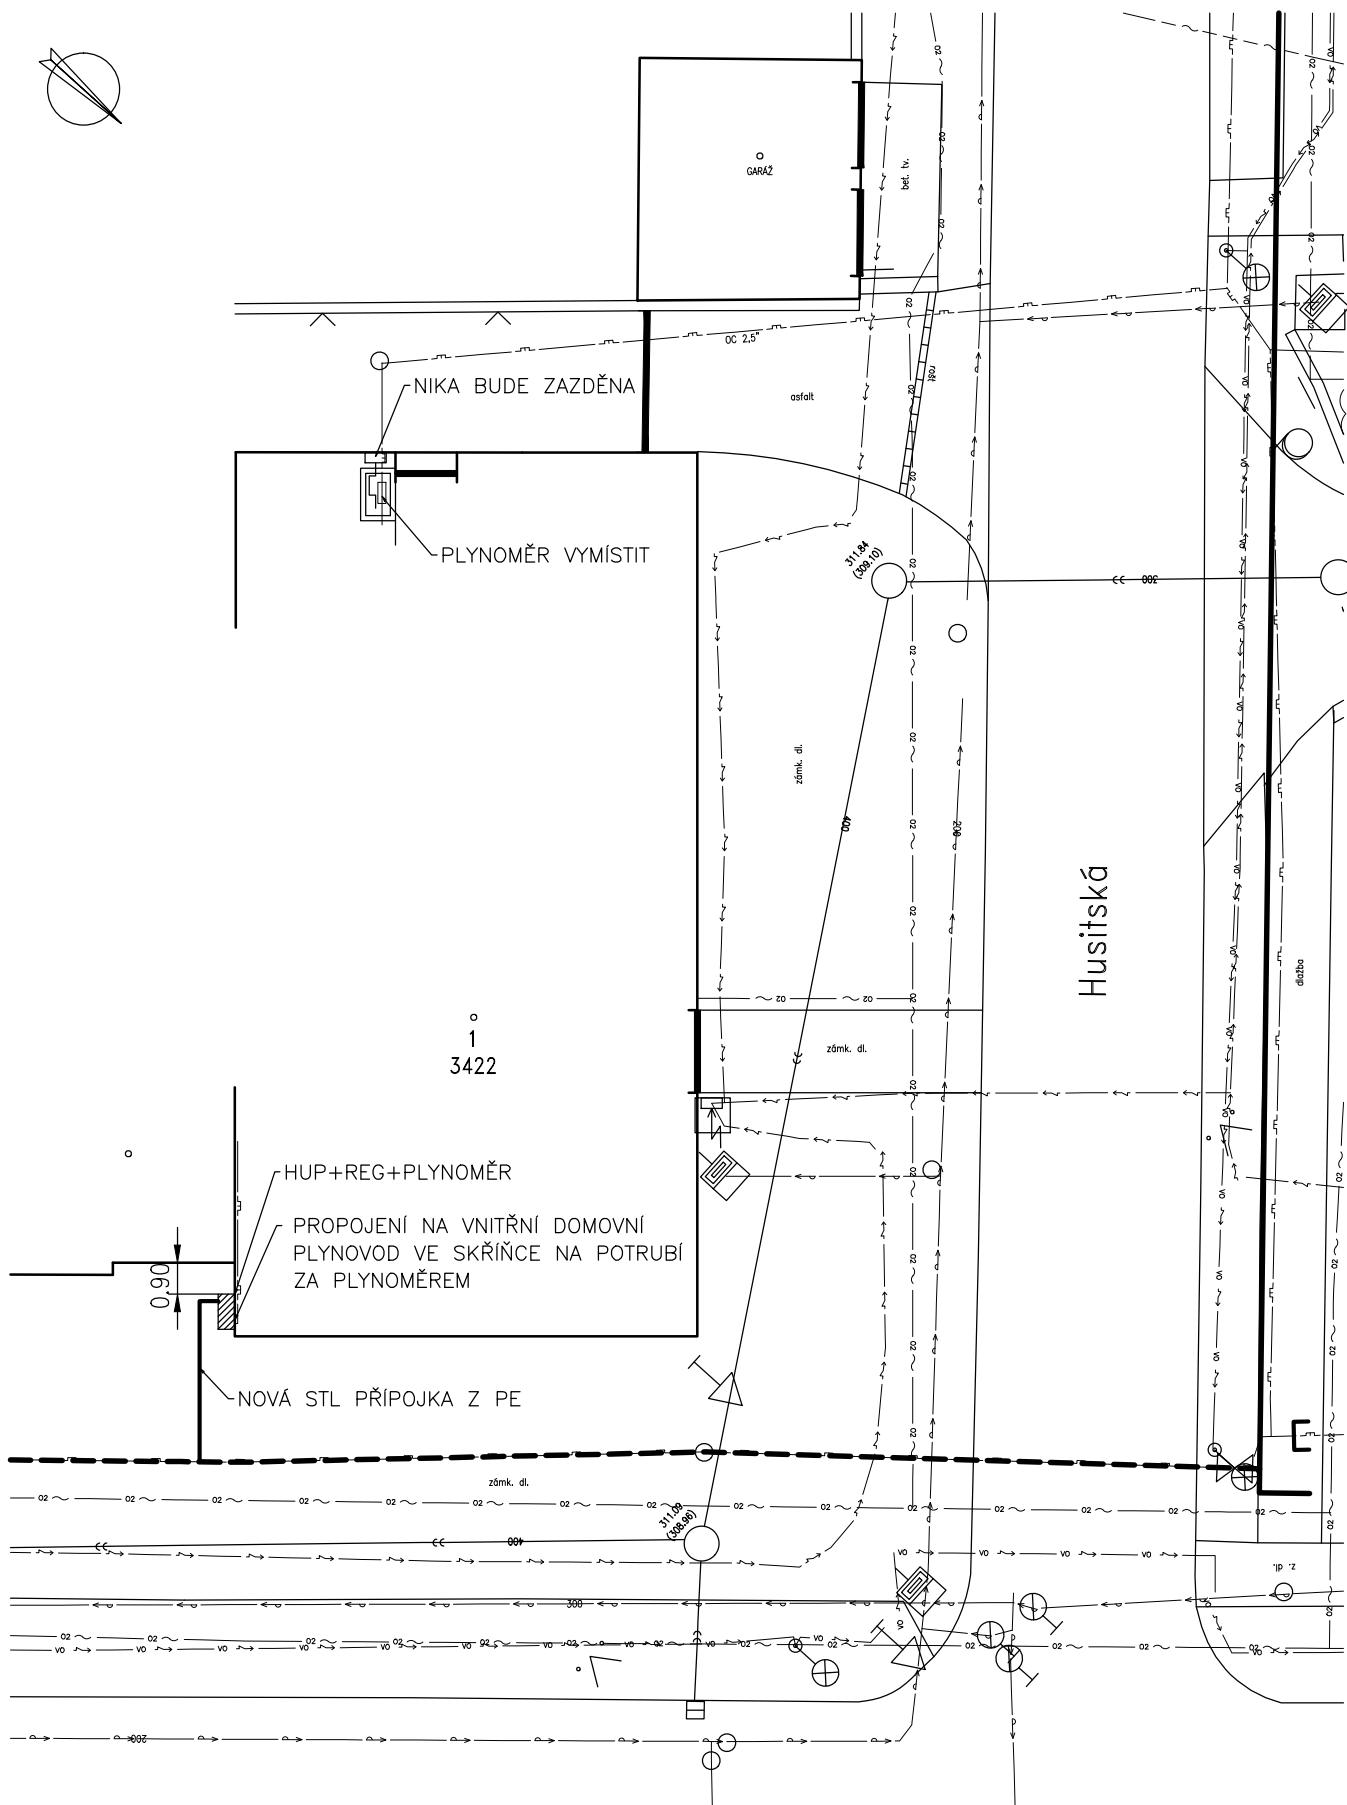 GARÁŽ
bet. tv.
OC 2,5"
NIKA BUDE ZAZDĚNA
asfalt
rošt
PLYNOMĚR VYMÍSTIT
311.84
(309.10)
300
zámk. dl.
400
200
Husitská
dlažba
1
3422
zámk. dl.
HUP+REG+PLYNOMĚR
PROPOJENÍ NA VNITŘNÍ DOMOVNÍ
PLYNOVOD VE SKŘÍŇCE NA POTRUBÍ
ZA PLYNOMĚREM
0,90
NOVÁ STL PŘÍPOJKA Z PE
zámk. dl.
311.09
(308.96)
400
z. dl.
300
200